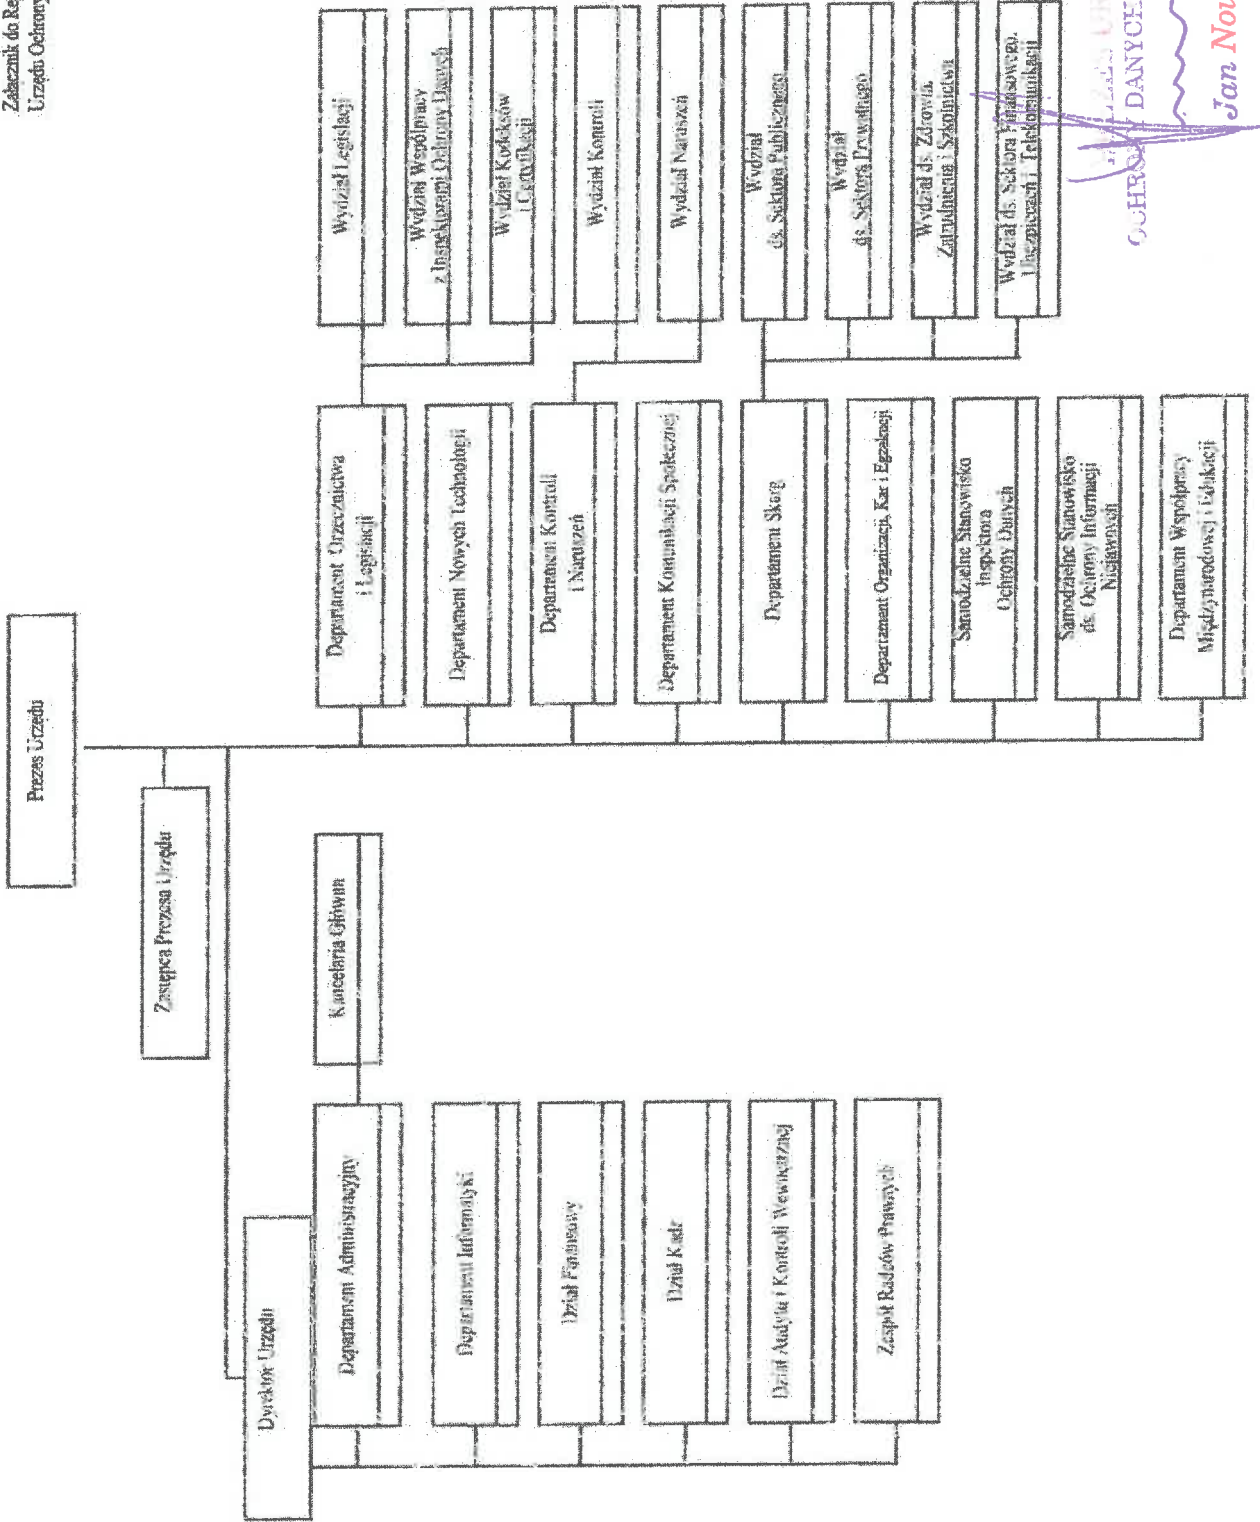 Załącznik do Re
Urzędu Ochrony
Prezes Urzędu
Zastępca Prezesa Urzędu
Dyrektor Urzędu
Departament Administracyjny
Kancelaria Główna
Departament Informatyki
Dział Finansowy
Dział Kadr
Dział Audytu i Kontroli Wewnętrznej
Zespół Radców Prawnych
Departament Orzecznictwa
i Legislacji
Departament Nowych Technologii
Departament Kontroli
i Naruszeń
Departament Komunikacji Społecznej
Departament Skarg
Departament Organizacji, Kar i Egzekucji
Samodzielne Stanowisko
Inspektora
Ochrony Danych
Samodzielne Stanowisko
ds. Ochrony Informacji
Niejawnych
Departament Współpracy
Międzynarodowej i Edukacji
Wydział Legislacji
Wydział Współpracy
z Inspektorami Ochrony Danych
Wydział Kodeksów
i Certyfikacji
Wydział Kontroli
Wydział Naruszeń
Wydział
ds. Sektora Publicznego
Wydział
ds. Sektora Prywatnego
Wydział ds. Zdrowia,
Zatrudnienia i Szkolnictwa
Wydział ds. Sektora Finansowego,
Ubezpieczeń i Telekomunikacji
OCHRONY DANYCH
Jan Now